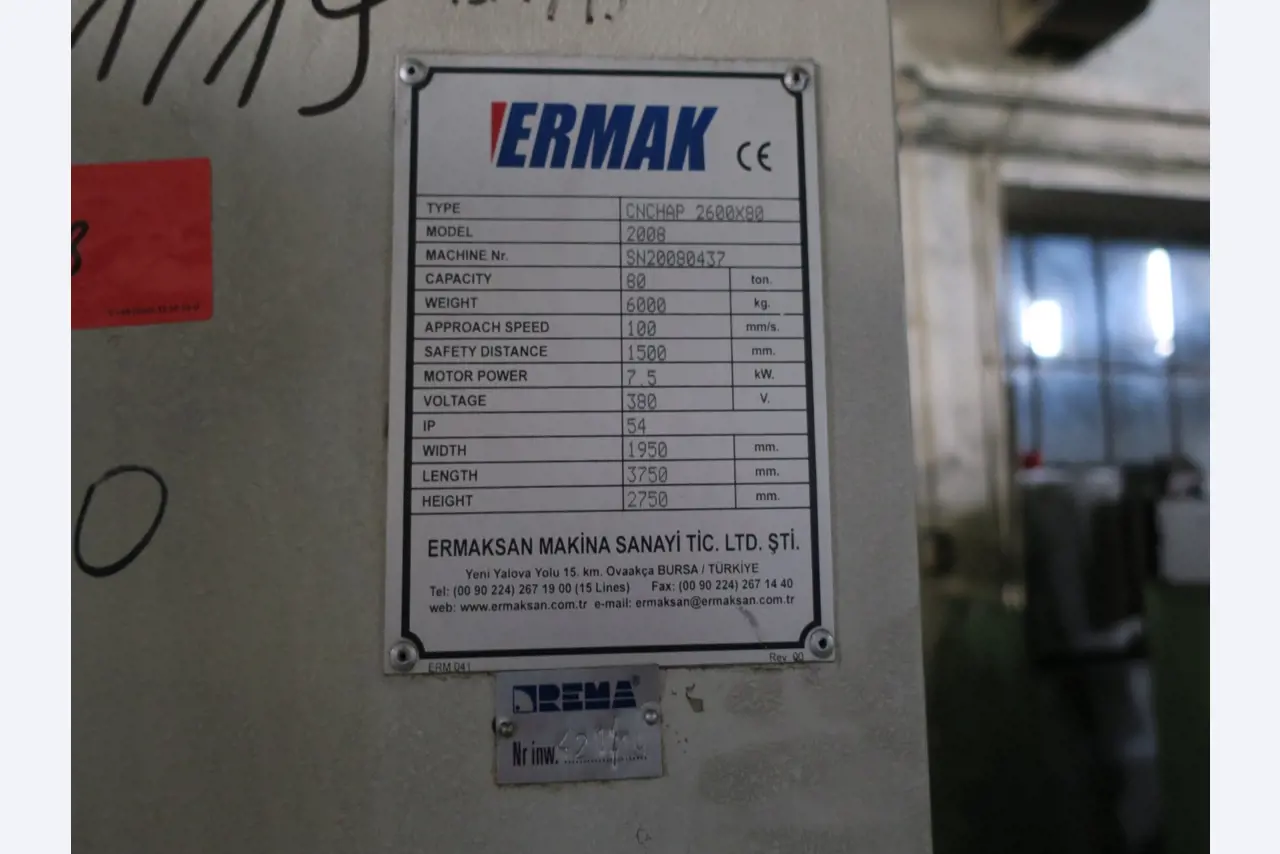 1/19
ERMAK CE
TYPE CNCHAP 2600X80
MODEL 2008
MACHINE Nr. SN20080437
CAPACITY 80 ton.
WEIGHT 6000 kg.
APPROACH SPEED 100 mm/s.
SAFETY DISTANCE 1500 mm.
MOTOR POWER 7.5 kW.
VOLTAGE 380 V.
IP 54
WIDTH 1950 mm.
LENGTH 3750 mm.
HEIGHT 2750 mm.
ERMAKSAN MAKİNA SANAYİ TİC. LTD. ŞTİ.
Yeni Yalova Yolu 15. km. Ovaakça BURSA / TÜRKİYE
Tel: (00 90 224) 267 19 00 (15 Lines) Fax: (00 90 224) 267 14 40
web: www.ermaksan.com.tr e-mail: ermaksan@ermaksan.com.tr
ERM 041 Rev. 00
REMA®
Nr inw.
0